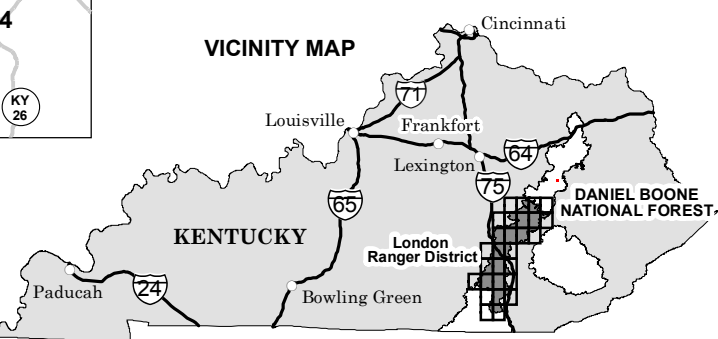 4
KY
26
VICINITY MAP
Cincinnati
71
Louisville
Frankfort
64
Lexington
75
DANIEL BOONE
NATIONAL FOREST
65
KENTUCKY
London
Ranger District
Paducah
24
Bowling Green